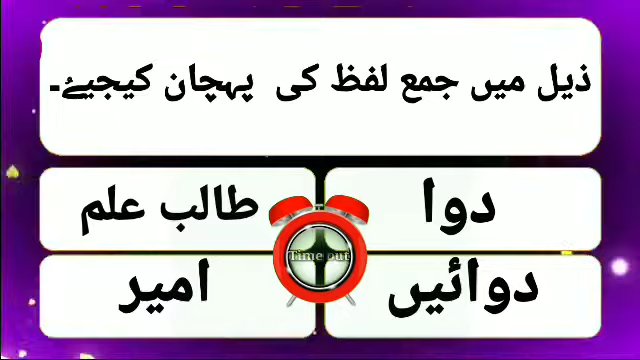 ذیل میں جمع لفظ کی پہچان کیجیۓ۔
دوا
طالب علم
دوائیں
امیر
Time out